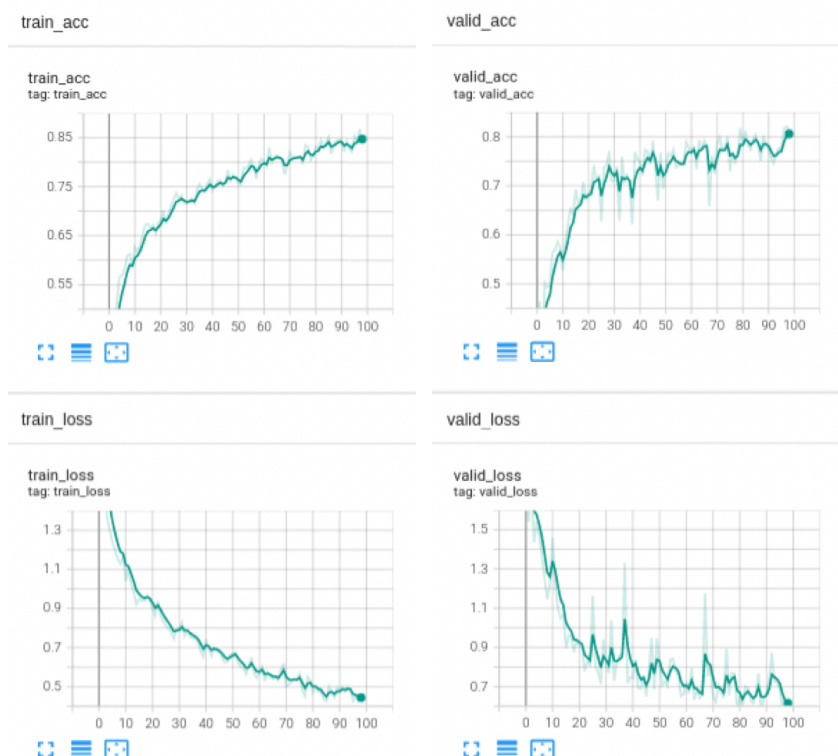 train_acc
train_acc
tag: train_acc
0.85
0.75
0.65
0.55
0 10 20 30 40 50 60 70 80 90 100
valid_acc
valid_acc
tag: valid_acc
0.8
0.7
0.6
0.5
0 10 20 30 40 50 60 70 80 90 100
train_loss
train_loss
tag: train_loss
1.3
1.1
0.9
0.7
0.5
0 10 20 30 40 50 60 70 80 90 100
valid_loss
valid_loss
tag: valid_loss
1.5
1.3
1.1
0.9
0.7
0 10 20 30 40 50 60 70 80 90 100